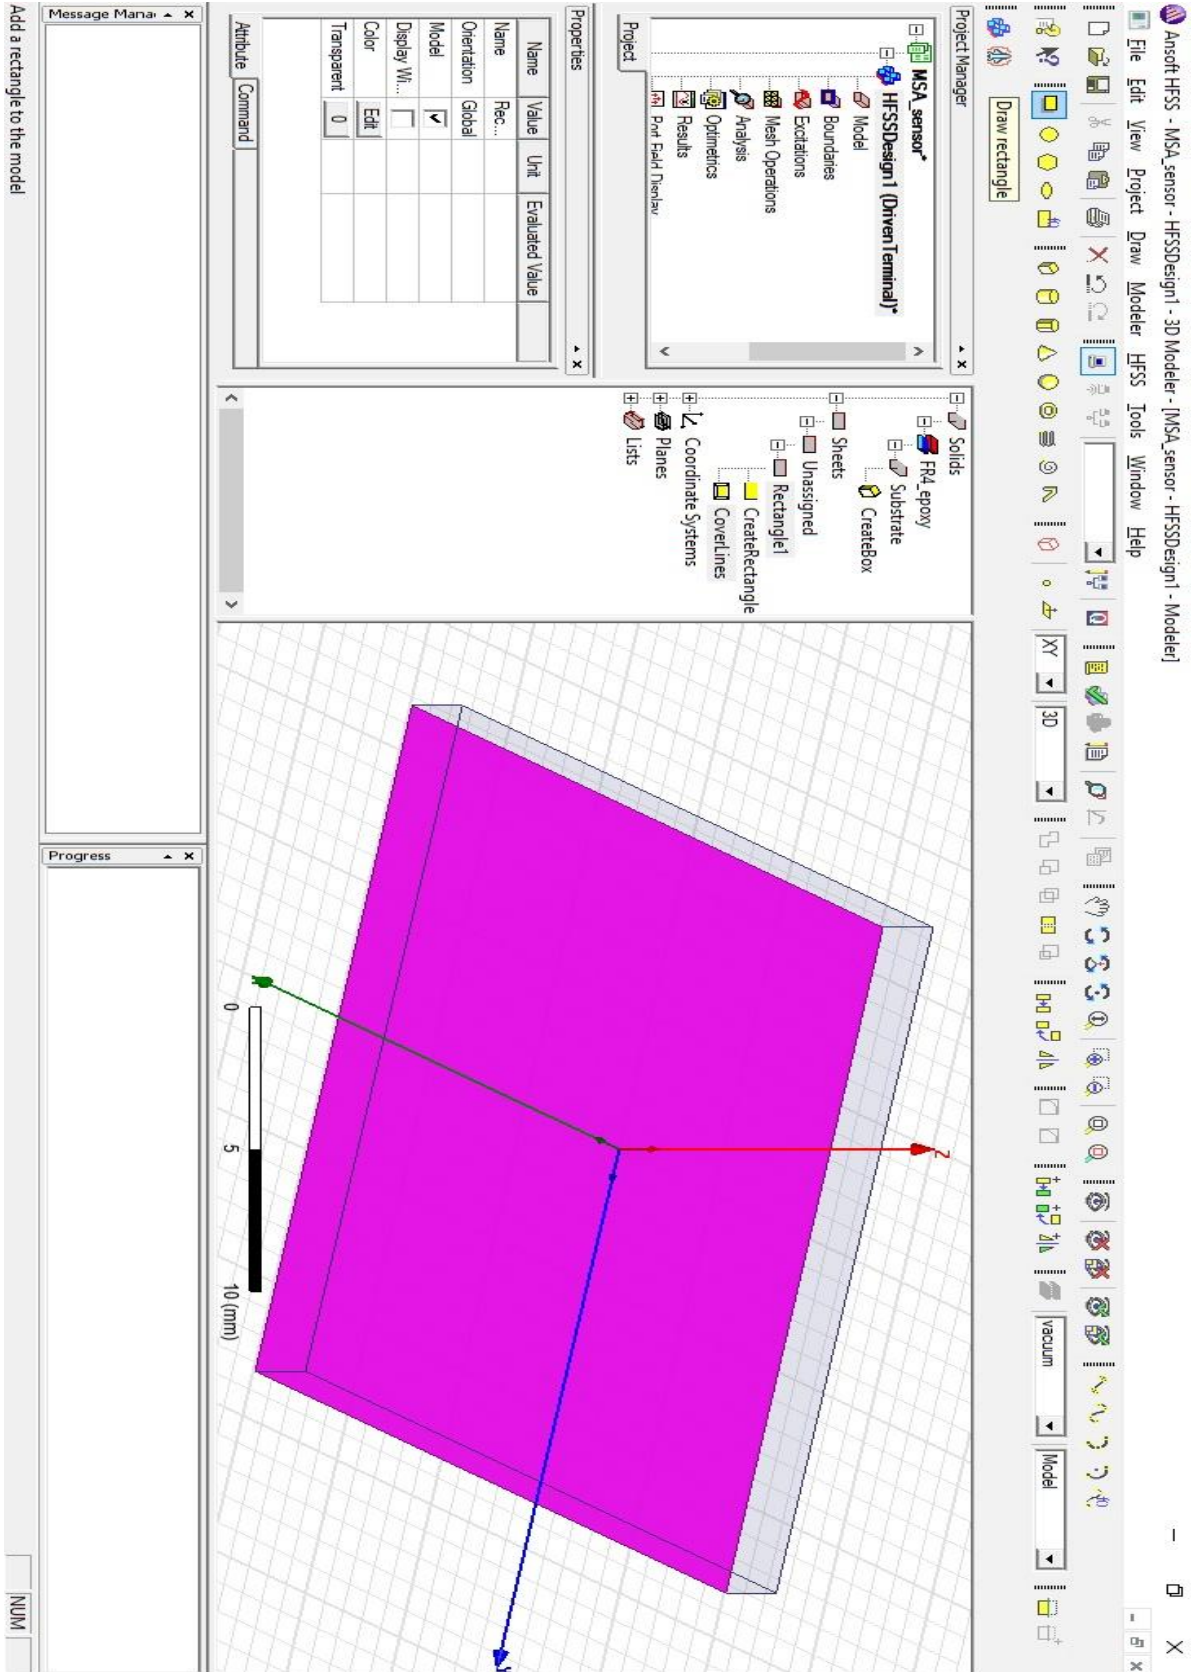 Ansoft HFSS - MSA_sensor - HFSSDesign1 - 3D Modeler - [MSA_sensor - HFSSDesign1 - Modeler]
File Edit View Project Draw Modeler HFSS Tools Window Help
XY 3D vacuum Model
Draw rectangle
Project Manager
MSA_sensor*
HFSSDesign1 (DrivenTerminal)*
Model
Boundaries
Excitations
Mesh Operations
Analysis
Optimetrics
Results
Port Field Display
Project
Properties
Name Value Unit Evaluated Value
Name Rec...
Orientation Global
Model
Display Wi...
Color Edit
Transparent 0
Attribute Command
Solids
FR4_epoxy
Substrate
CreateBox
Sheets
Unassigned
Rectangle1
CreateRectangle
CoverLines
Coordinate Systems
Planes
Lists
Z
0 5 10 (mm)
Message Mana
Progress
Add a rectangle to the model
NUM